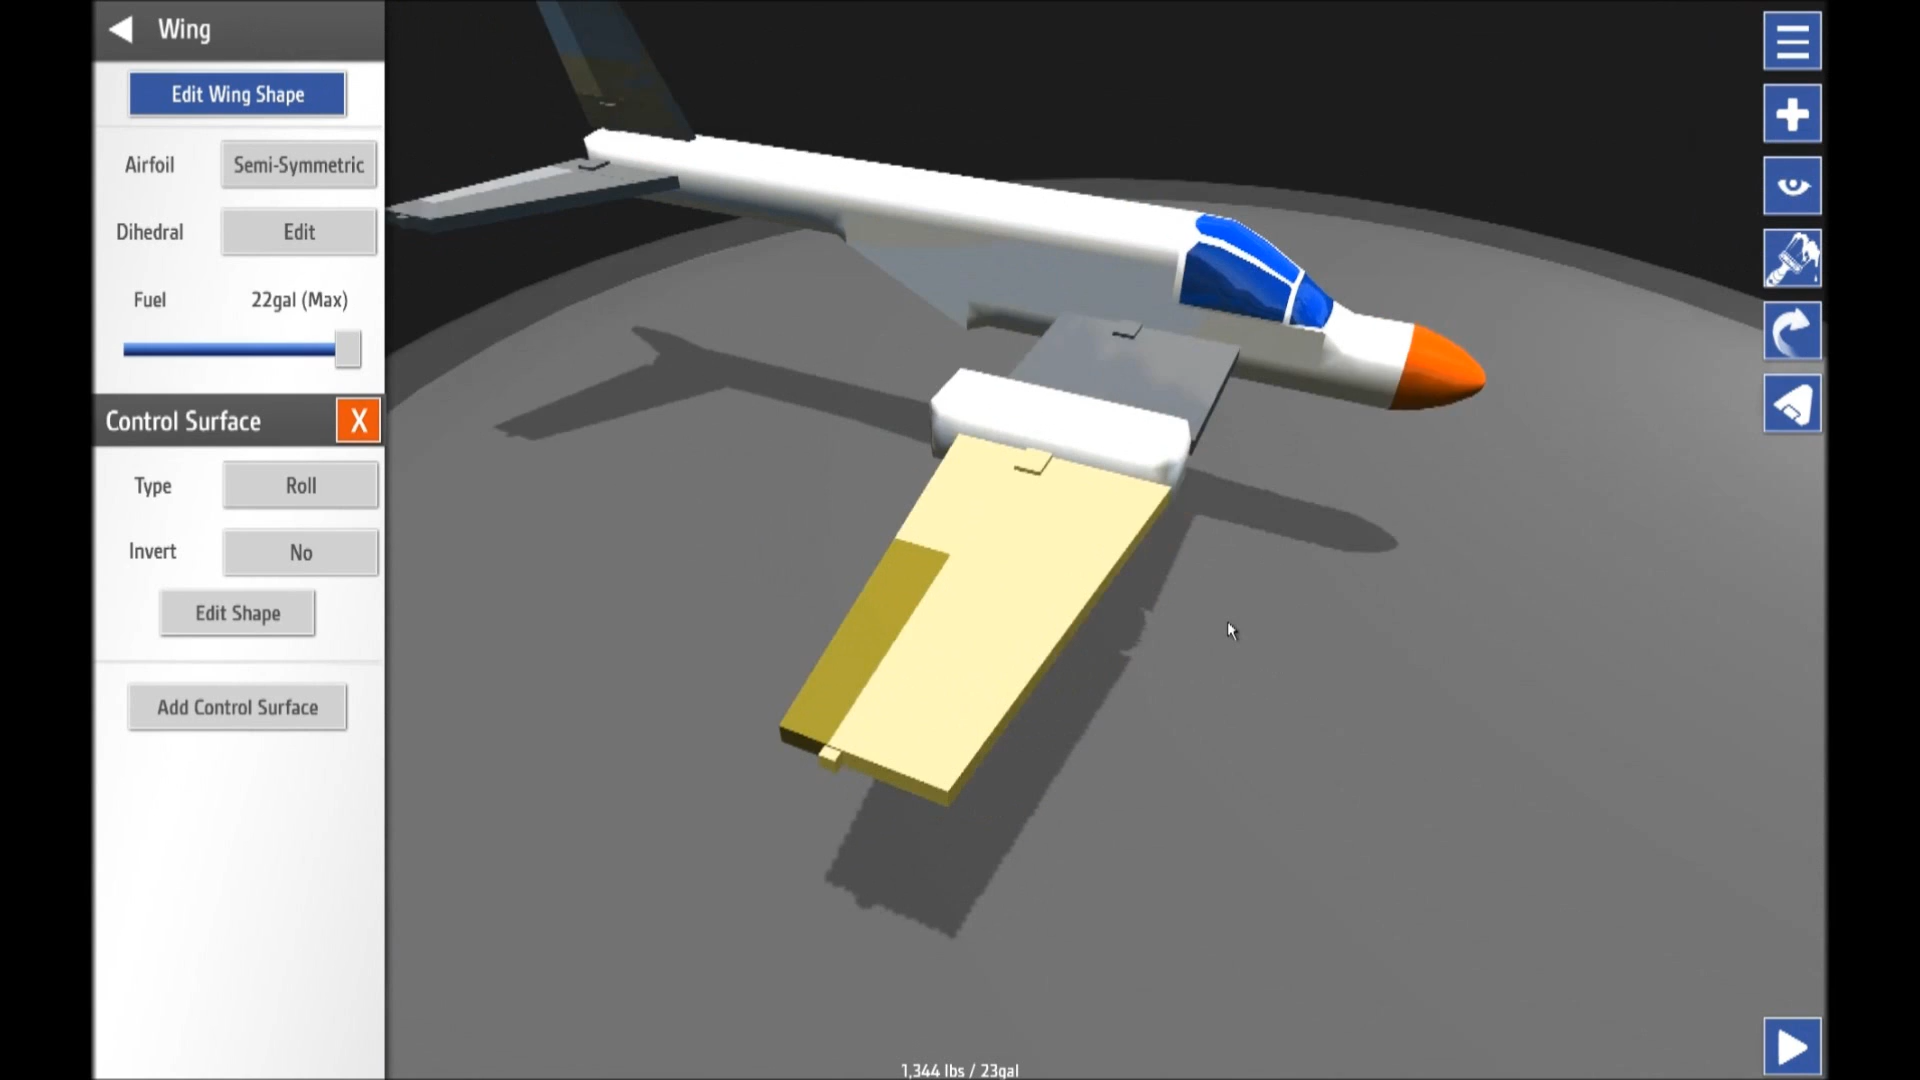 Wing
Edit Wing Shape
Airfoil Semi-Symmetric
Dihedral Edit
Fuel 22gal (Max)
Control Surface X
Type Roll
Invert No
Edit Shape
Add Control Surface
1,344 lbs / 23gal